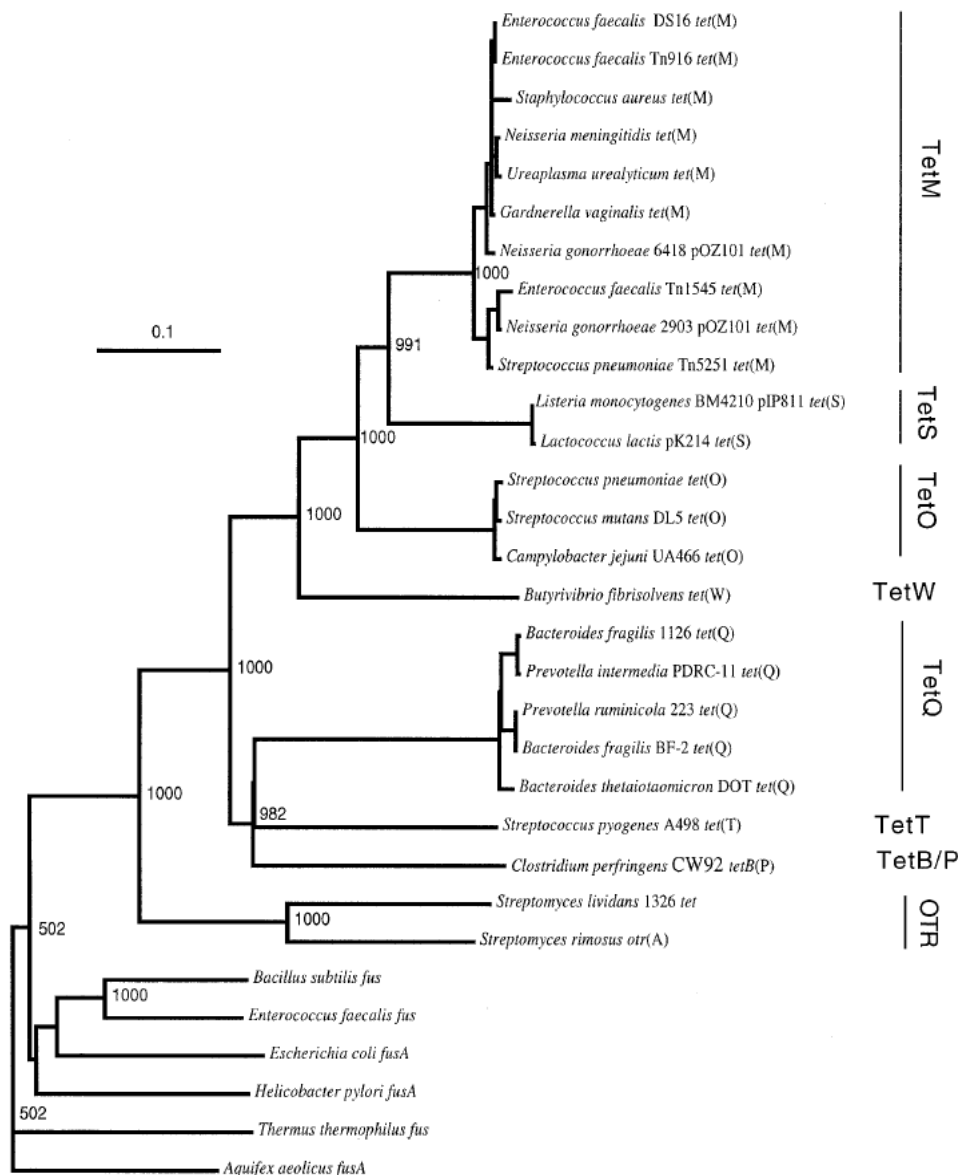 Enterococcus faecalis DS16 tet(M)
Enterococcus faecalis Tn916 tet(M)
Staphylococcus aureus tet(M)
Neisseria meningitidis tet(M)
Ureaplasma urealyticum tet(M)
Gardnerella vaginalis tet(M)
Neisseria gonorrhoeae 6418 pOZ101 tet(M)
1000
Enterococcus faecalis Tn1545 tet(M)
Neisseria gonorrhoeae 2903 pOZ101 tet(M)
Streptococcus pneumoniae Tn5251 tet(M)
TetM
0.1
991
Listeria monocytogenes BM4210 pIP811 tet(S)
Lactococcus lactis pK214 tet(S)
TetS
1000
Streptococcus pneumoniae tet(O)
Streptococcus mutans DL5 tet(O)
Campylobacter jejuni UA466 tet(O)
TetO
1000
Butyrivibrio fibrisolvens tet(W)
TetW
Bacteroides fragilis 1126 tet(Q)
Prevotella intermedia PDRC-11 tet(Q)
Prevotella ruminicola 223 tet(Q)
Bacteroides fragilis BF-2 tet(Q)
Bacteroides thetaiotaomicron DOT tet(Q)
TetQ
1000
1000
982
Streptococcus pyogenes A498 tet(T)
TetT
Clostridium perfringens CW92 tetB(P)
TetB/P
Streptomyces lividans 1326 tet
1000
Streptomyces rimosus otr(A)
OTR
502
Bacillus subtilis fus
1000
Enterococcus faecalis fus
Escherichia coli fusA
Helicobacter pylori fusA
502
Thermus thermophilus fus
Aquifex aeolicus fusA